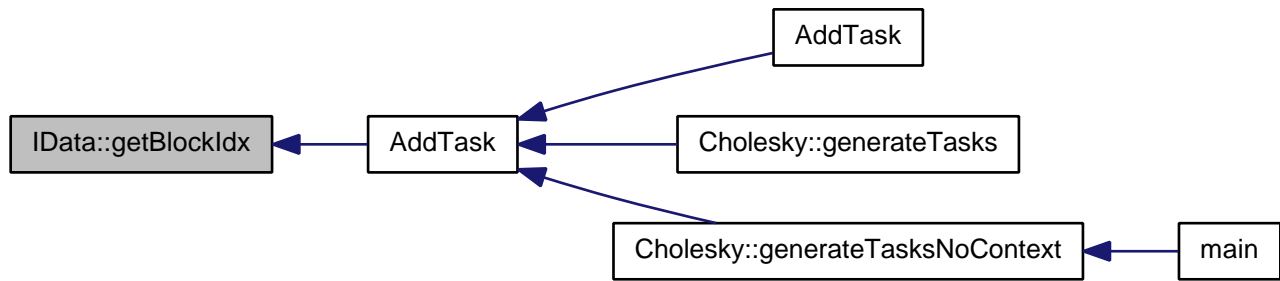 AddTask
IData::getBlockIdx
AddTask
Cholesky::generateTasks
Cholesky::generateTasksNoContext
main